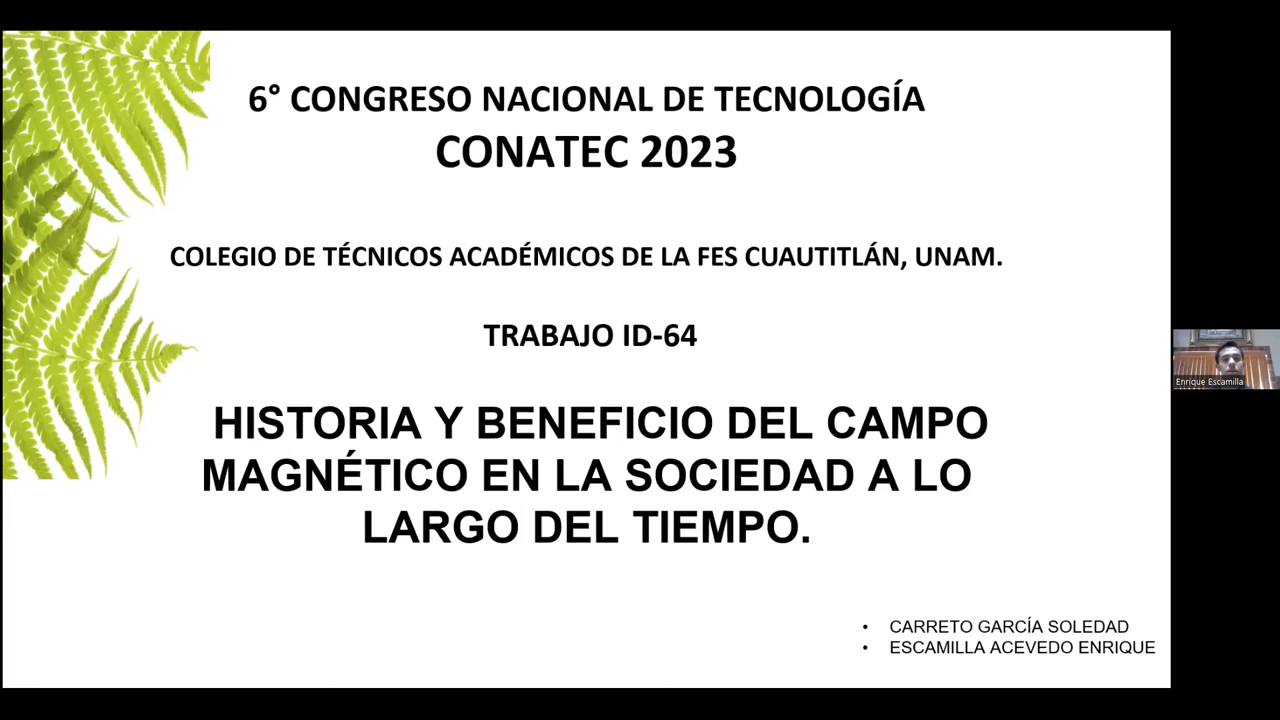 6° CONGRESO NACIONAL DE TECNOLOGÍA
CONATEC 2023
COLEGIO DE TÉCNICOS ACADÉMICOS DE LA FES CUAUTITLÁN, UNAM.
TRABAJO ID-64
HISTORIA Y BENEFICIO DEL CAMPO
MAGNÉTICO EN LA SOCIEDAD A LO
LARGO DEL TIEMPO.
• CARRETO GARCÍA SOLEDAD
• ESCAMILLA ACEVEDO ENRIQUE
Enrique Escamilla